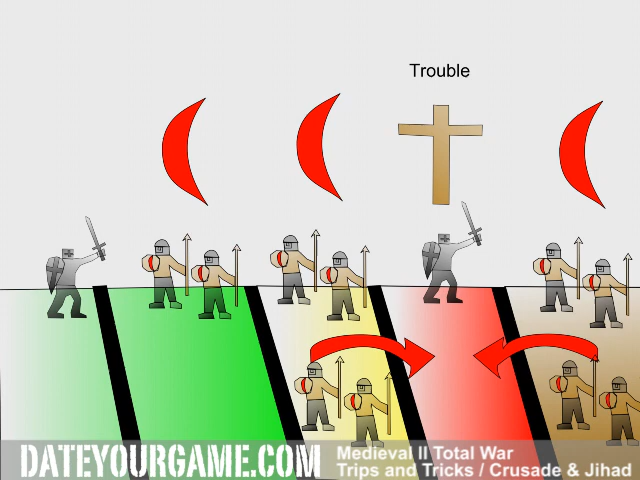 Trouble
DATEYOURGAME.COM
Medieval II Total War
Trips and Tricks / Crusade & Jihad